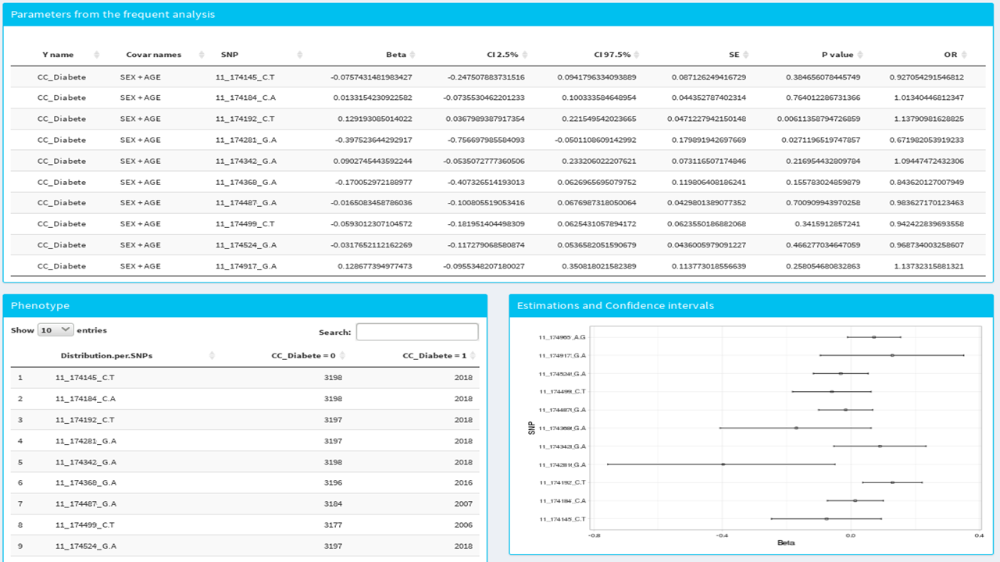 Parameters from the frequent analysis
Y name Covar names SNP Beta CI 2.5% CI 97.5% SE P value OR
CC_Diabete SEX + AGE 11_174145_C.T -0.0757431481983427 -0.247507883731516 0.0941796334093889 0.087126249416729 0.384656078445749 0.927054291546812
CC_Diabete SEX + AGE 11_174184_C.A 0.0133154230922582 -0.0735530462201233 0.100333584648954 0.044352787402314 0.764012286731366 1.01340446812347
CC_Diabete SEX + AGE 11_174192_C.T 0.129193085014022 0.0367989387917354 0.221549542023665 0.0471227942150148 0.00611358794726859 1.13790981628825
CC_Diabete SEX + AGE 11_174281_G.A -0.397523644292917 -0.756697985584093 -0.0501108609142992 0.179891942697669 0.0271196519747857 0.671982053919233
CC_Diabete SEX + AGE 11_174342_G.A 0.0902745443592244 -0.0535072777360506 0.233206022207621 0.073116507174846 0.216954432809784 1.09447472432306
CC_Diabete SEX + AGE 11_174368_G.A -0.170052972188977 -0.407326514193013 0.0626965695079752 0.119806408186241 0.155783024859879 0.843620127007949
CC_Diabete SEX + AGE 11_174487_G.A -0.0165083458786036 -0.100805519053416 0.0676987318050064 0.0429801389077352 0.700909943970258 0.983627170123463
CC_Diabete SEX + AGE 11_174499_C.T -0.0593012307104572 -0.181951404498309 0.0625431057894172 0.0623550186882068 0.3415912857241 0.942422839693558
CC_Diabete SEX + AGE 11_174524_G.A -0.0317652112162269 -0.117279068580874 0.0536582051590679 0.0436005979091227 0.466277034647059 0.968734003258607
CC_Diabete SEX + AGE 11_174917_G.A 0.128677394977473 -0.0955348207180027 0.350818021582389 0.113773018556639 0.258054680832863 1.13732315881321
Phenotype
Show 10 entries Search:
Distribution.per.SNPs CC_Diabete = 0 CC_Diabete = 1
1 11_174145_C.T 3198 2018
2 11_174184_C.A 3198 2018
3 11_174192_C.T 3197 2018
4 11_174281_G.A 3197 2018
5 11_174342_G.A 3198 2018
6 11_174368_G.A 3196 2016
7 11_174487_G.A 3184 2007
8 11_174499_C.T 3177 2006
9 11_174524_G.A 3197 2018
Estimations and Confidence intervals
SNP
11_174965_A.G
11_174917_G.A
11_174524_G.A
11_174499_C.T
11_174487_G.A
11_174368_G.A
11_174342_G.A
11_174281_G.A
11_174192_C.T
11_174184_C.A
11_174145_C.T
-0.8 -0.4 0.0 0.4
Beta